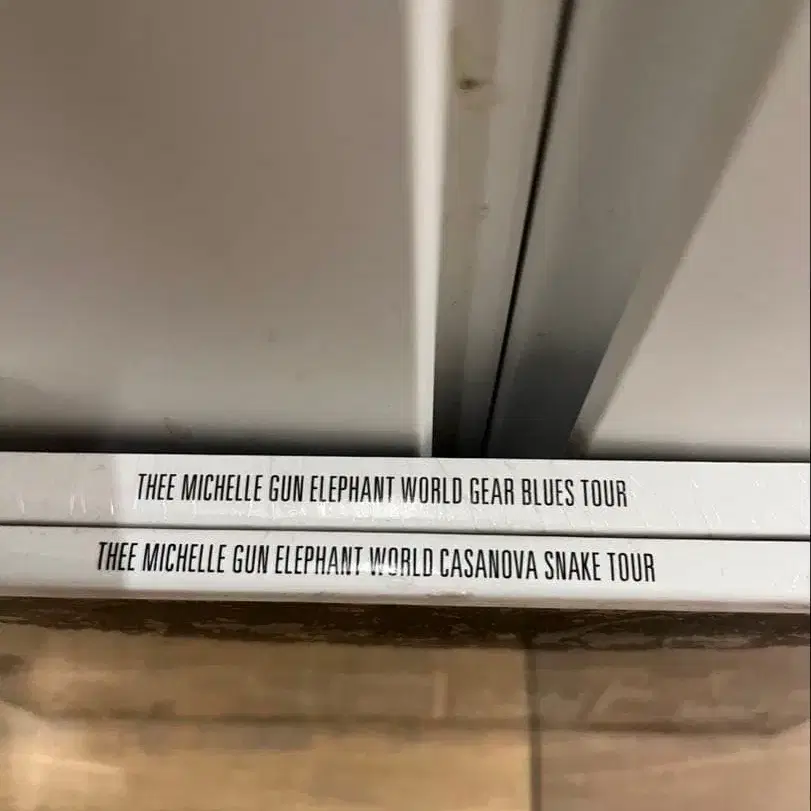 THEE MICHELLE GUN ELEPHANT WORLD GEAR BLUES TOUR
THEE MICHELLE GUN ELEPHANT WORLD CASANOVA SNAKE TOUR